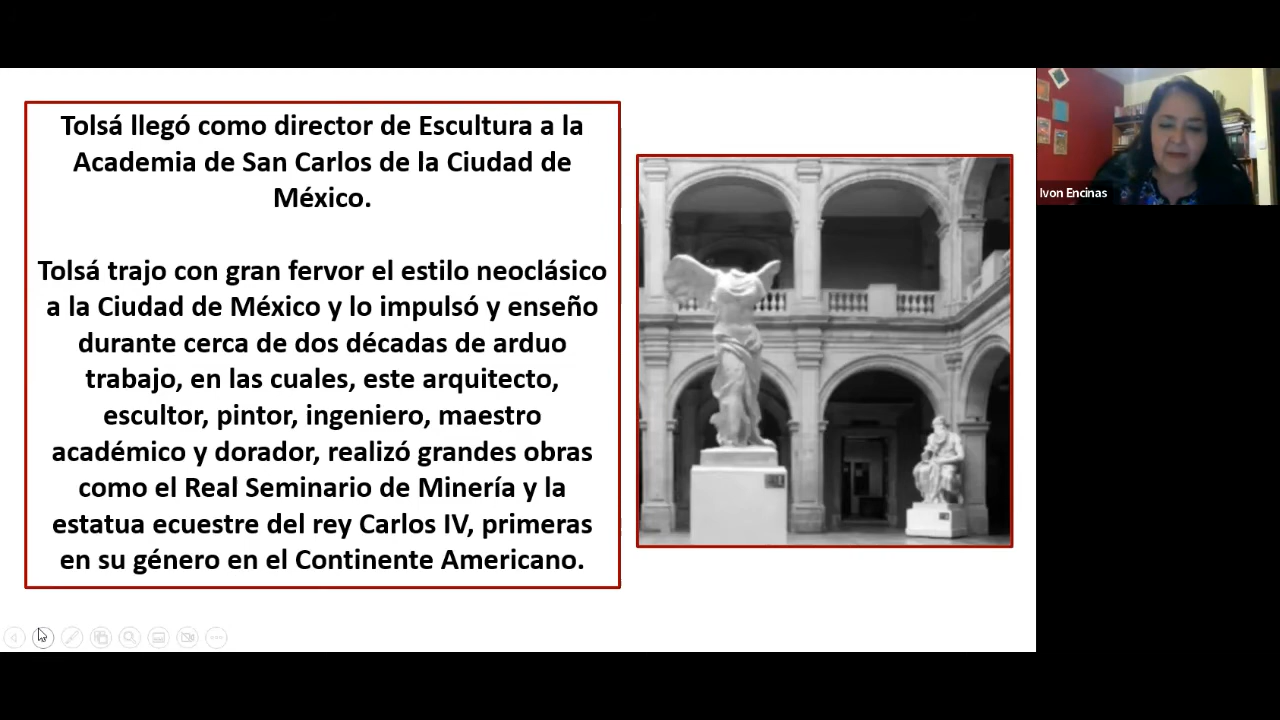 Tolsá llegó como director de Escultura a la
Academia de San Carlos de la Ciudad de
México.
Tolsá trajo con gran fervor el estilo neoclásico
a la Ciudad de México y lo impulsó y enseño
durante cerca de dos décadas de arduo
trabajo, en las cuales, este arquitecto,
escultor, pintor, ingeniero, maestro
académico y dorador, realizó grandes obras
como el Real Seminario de Minería y la
estatua ecuestre del rey Carlos IV, primeras
en su género en el Continente Americano.
Ivon Encinas